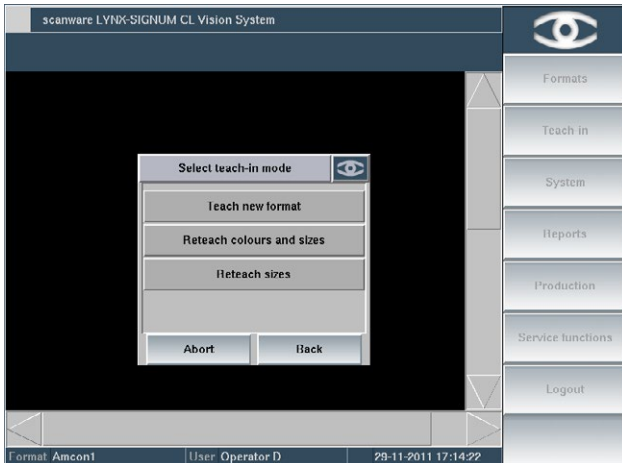 scanware LYNX-SIGNUM CL Vision System
Formats
Teach-in
System
Reports
Production
Service functions
Logout
Select teach-in mode
Teach new format
Reteach colours and sizes
Reteach sizes
Abort Back
Format Amcon1 User Operator D 29-11-2011 17:14:22